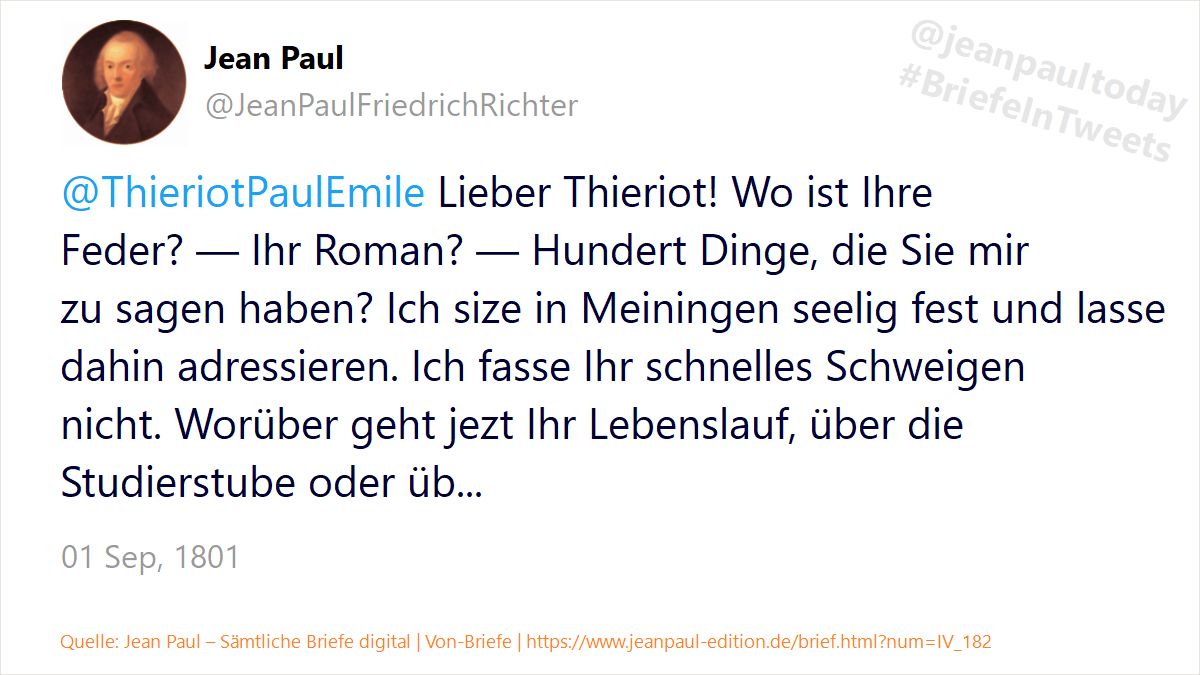 Jean Paul
@JeanPaulFriedrichRichter
@jeanpaultoday
#BriefeInTweets
@ThieriotPaulEmile Lieber Thieriot! Wo ist Ihre
Feder? — Ihr Roman? — Hundert Dinge, die Sie mir
zu sagen haben? Ich size in Meiningen seelig fest und lasse
dahin adressieren. Ich fasse Ihr schnelles Schweigen
nicht. Worüber geht jezt Ihr Lebenslauf, über die
Studierstube oder üb...
01 Sep, 1801
Quelle: Jean Paul – Sämtliche Briefe digital | Von-Briefe | https://www.jeanpaul-edition.de/brief.html?num=IV_182